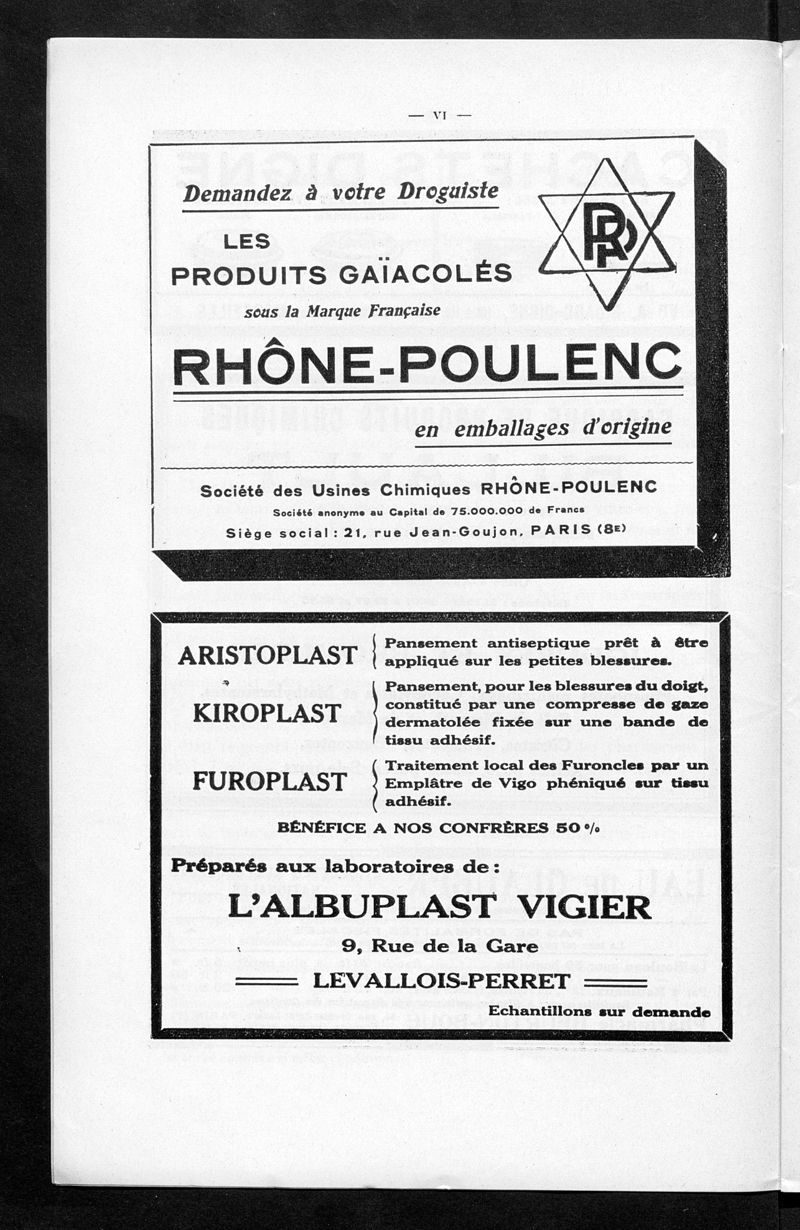 — VI —
Demandez à votre Droguiste
LES
PRODUITS GAÏACOLÉS
sous la Marque Française
RHÔNE-POULENC
en emballages d'origine
Société des Usines Chimiques RHÔNE-POULENC
Société anonyme au Capital de 75.000.000 de Francs
Siège social : 21, rue Jean-Goujon, PARIS (8E)
ARISTOPLAST
Pansement antiseptique prêt à être
appliqué sur les petites blessures.
KIROPLAST
Pansement, pour les blessures du doigt,
constitué par une compresse de gaze
dermatolée fixée sur une bande de
tissu adhésif.
FUROPLAST
Traitement local des Furoncles par un
Emplâtre de Vigo phéniqué sur tissu
adhésif.
BÉNÉFICE A NOS CONFRÈRES 50 %
Préparés aux laboratoires de :
L'ALBUPLAST VIGIER
9, Rue de la Gare
LEVALLOIS-PERRET
Echantillons sur demande